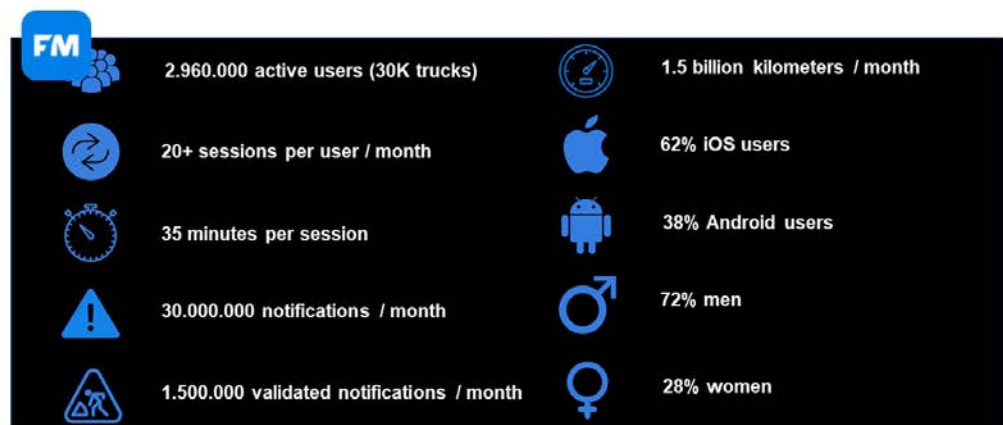 FM
2.960.000 active users (30K trucks)
20+ sessions per user / month
35 minutes per session
30.000.000 notifications / month
1.500.000 validated notifications / month
1.5 billion kilometers / month
62% iOS users
38% Android users
72% men
28% women